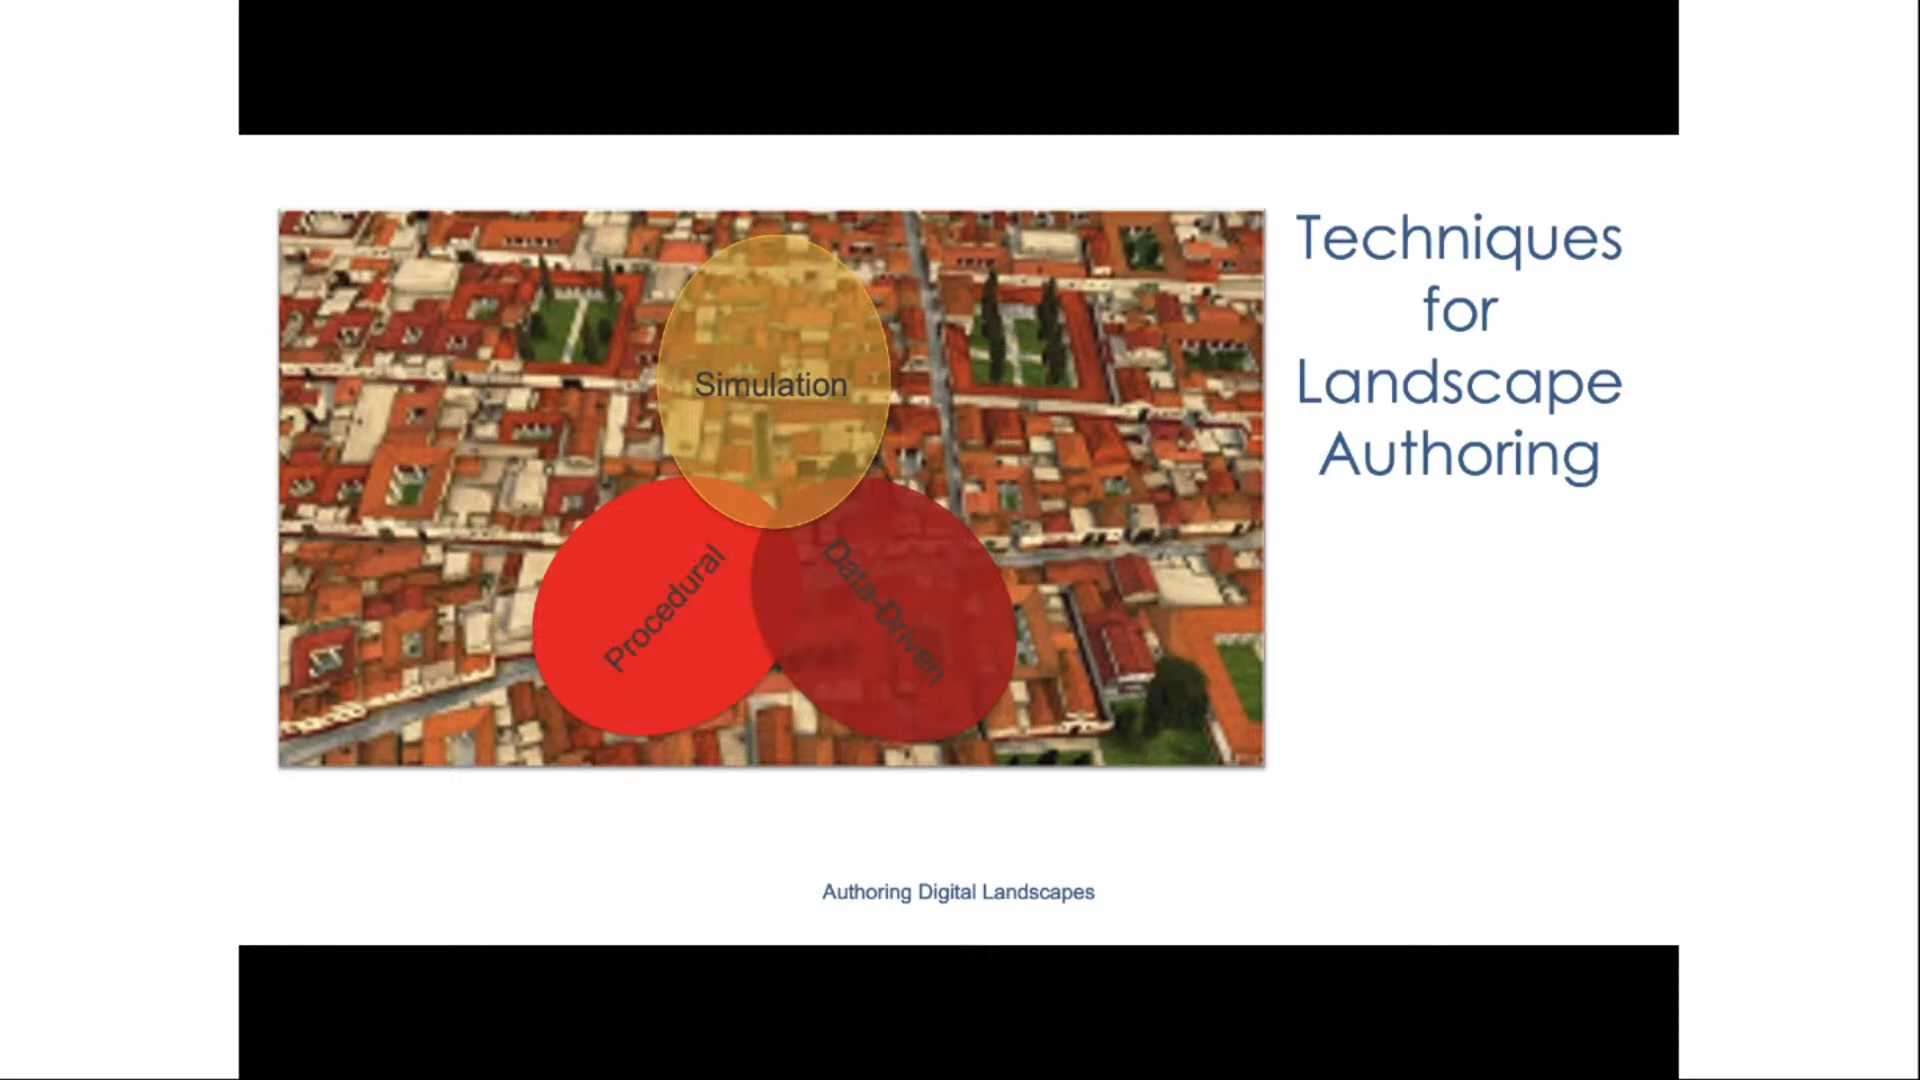 Techniques
for
Landscape
Authoring
Simulation
Procedural
Data-Driven
Authoring Digital Landscapes